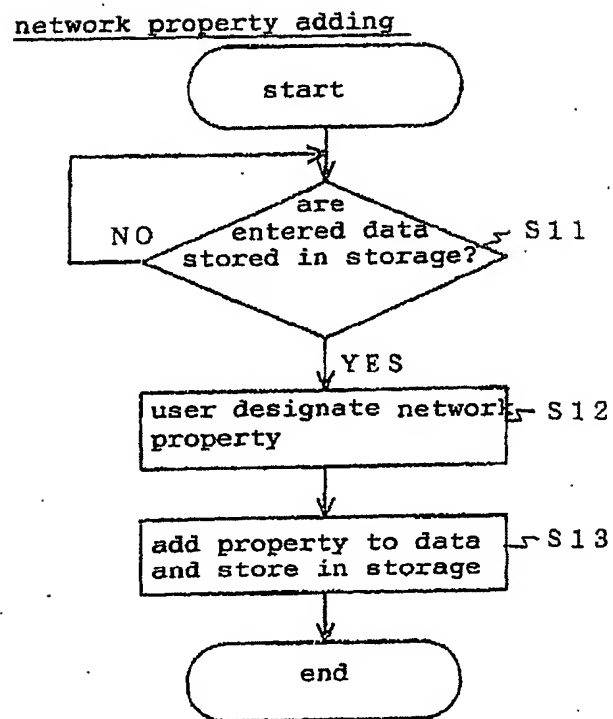 network property adding
start
are
entered data
stored in storage?
NO
S11
YES
user designate network
property
S12
add property to data
and store in storage
S13
end